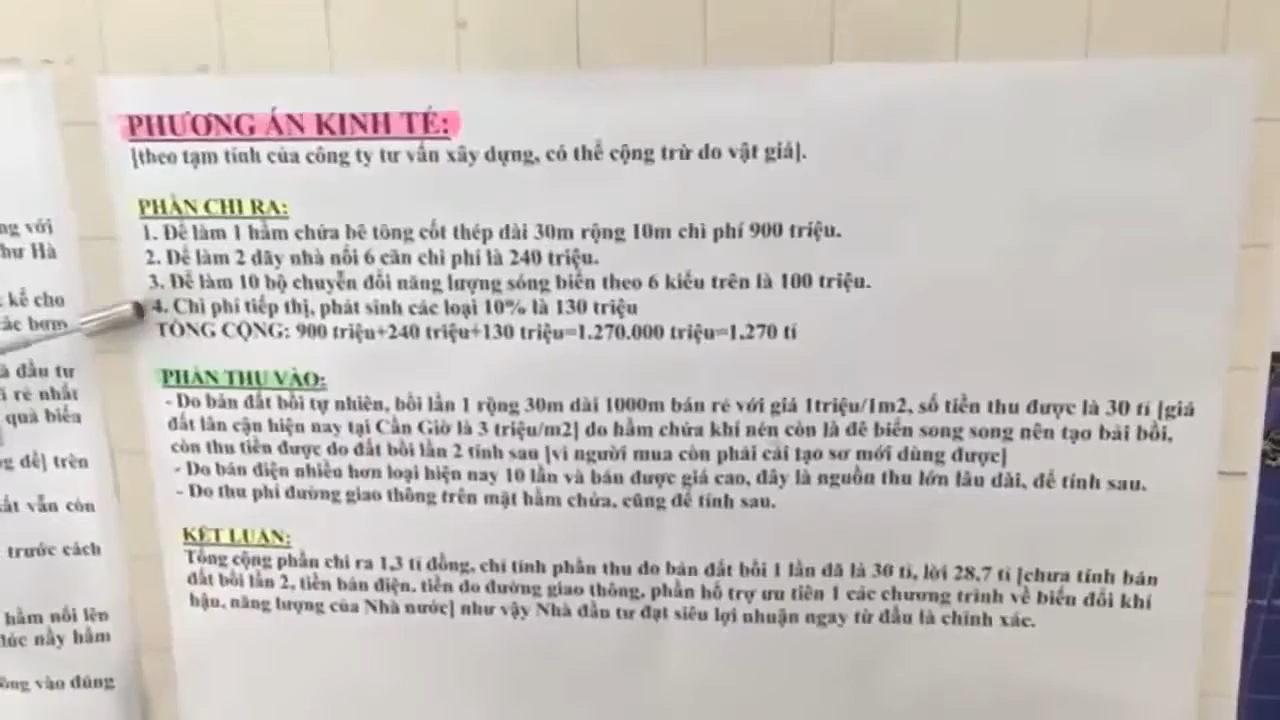 ng với
hư Hà
kể cho
ác bơm
à đầu tư
á rẻ nhất
quả biển
g đề] trên
ất vẫn còn
trước cách
hầm nổi lên
lúc nầy hầm
ông vào đúng
PHƯƠNG ÁN KINH TẾ:
[theo tạm tính của công ty tư vấn xây dựng, có thể cộng trừ do vật giá].
PHẦN CHI RA:
1. Để làm 1 hầm chứa bê tông cốt thép dài 30m rộng 10m chi phí 900 triệu.
2. Để làm 2 dãy nhà nổi 6 căn chi phí là 240 triệu.
3. Để làm 10 bộ chuyển đổi năng lượng sóng biển theo 6 kiểu trên là 100 triệu.
4. Chi phí tiếp thị, phát sinh các loại 10% là 130 triệu
TỔNG CỘNG: 900 triệu+240 triệu+130 triệu=1.270.000 triệu=1.270 tỉ
PHẦN THU VÀO:
- Do bán đất bồi tự nhiên, bồi lần 1 rộng 30m dài 1000m bán rẻ với giá 1triệu/1m2, số tiền thu được là 30 tỉ [giá
đất lân cận hiện nay tại Cần Giờ là 3 triệu/m2] do hầm chứa khí nén còn là đê biển song song nên tạo bãi bồi,
còn thu tiền được do đất bồi lần 2 tính sau [vì người mua còn phải cải tạo sơ mới dùng được]
- Do bán điện nhiều hơn loại hiện nay 10 lần và bán được giá cao, đây là nguồn thu lớn lâu dài, để tính sau.
- Do thu phí đường giao thông trên mặt hầm chứa, cũng để tính sau.
KẾT LUẬN:
Tổng cộng phần chi ra 1,3 tỉ đồng, chỉ tính phần thu do bán đất bồi 1 lần đã là 30 tỉ, lời 28,7 tỉ [chưa tính bán
đất bồi lần 2, tiền bán điện, tiền do đường giao thông, phần hỗ trợ ưu tiên 1 các chương trình về biến đổi khí
hậu, năng lượng của Nhà nước] như vậy Nhà đầu tư đạt siêu lợi nhuận ngay từ đầu là chính xác.